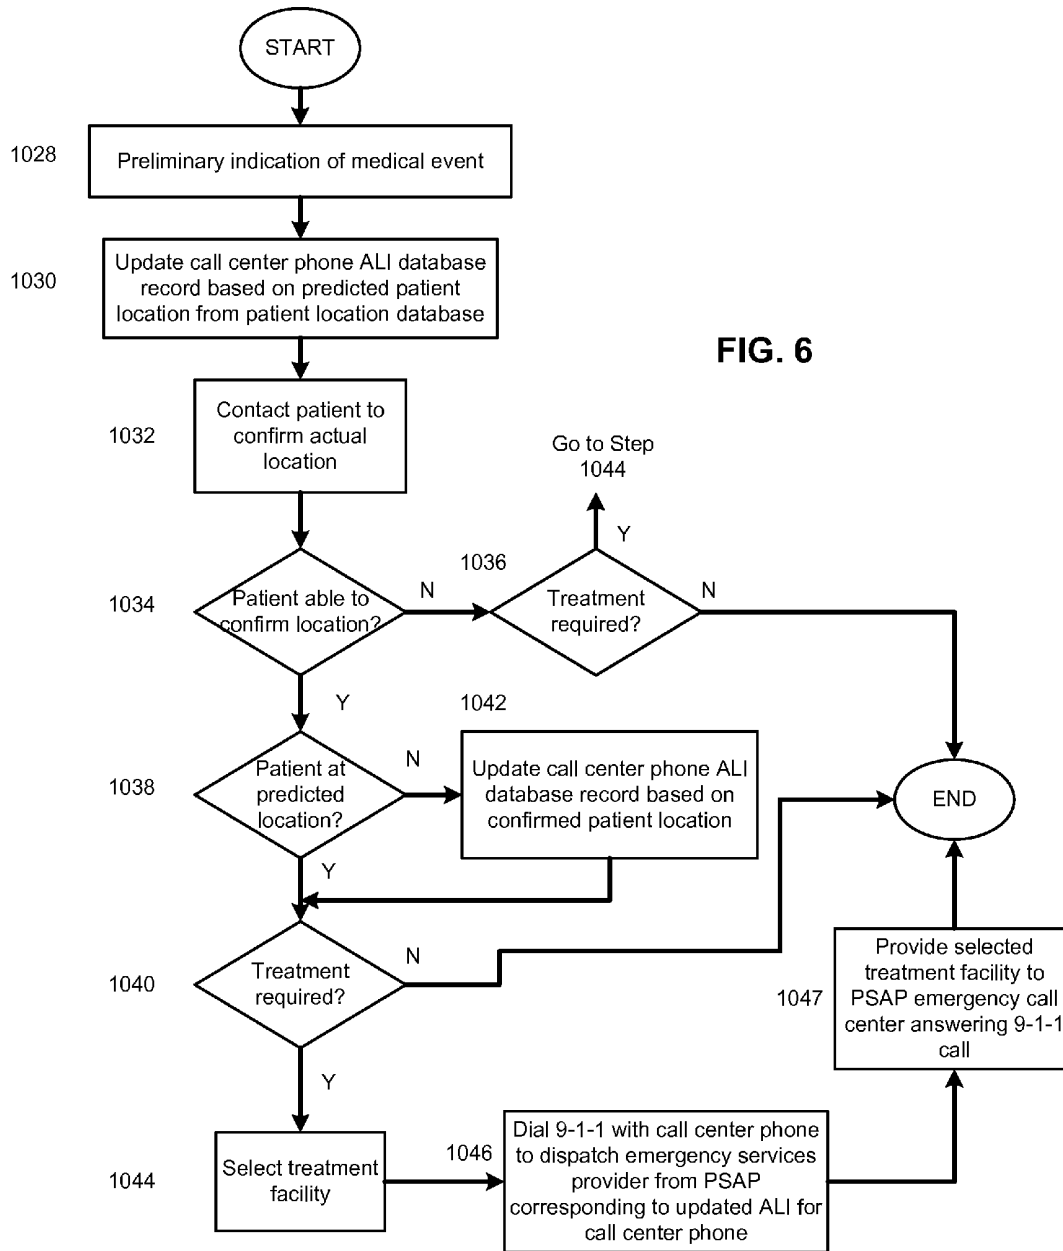 START
1028
Preliminary indication of medical event
1030
Update call center phone ALI database
record based on predicted patient
location from patient location database
FIG. 6
1032
Contact patient to
confirm actual
location
Go to Step
1044
Y
1034
Patient able to
confirm location?
N
1036
Treatment
required?
N
Y
1042
1038
Patient at
predicted
location?
N
Update call center phone ALI
database record based on
confirmed patient location
END
Y
1040
Treatment
required?
N
1047
Provide selected
treatment facility to
PSAP emergency call
center answering 9-1-1
call
Y
1044
Select treatment
facility
1046
Dial 9-1-1 with call center phone
to dispatch emergency services
provider from PSAP
corresponding to updated ALI for
call center phone